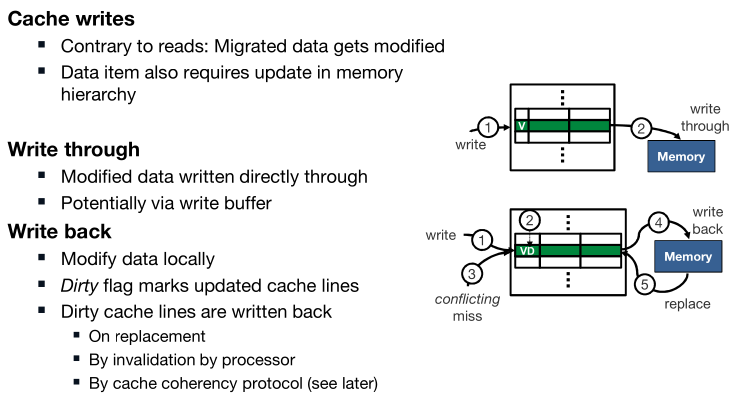 Cache writes
▪ Contrary to reads: Migrated data gets modified
▪ Data item also requires update in memory
hierarchy
Write through
▪ Modified data written directly through
▪ Potentially via write buffer
Write back
▪ Modify data locally
▪ Dirty flag marks updated cache lines
▪ Dirty cache lines are written back
▪ On replacement
▪ By invalidation by processor
▪ By cache coherency protocol (see later)
write
1
V
2
write
through
Memory
write
1
2
VD
3
conflicting
miss
4
write
back
Memory
5
replace